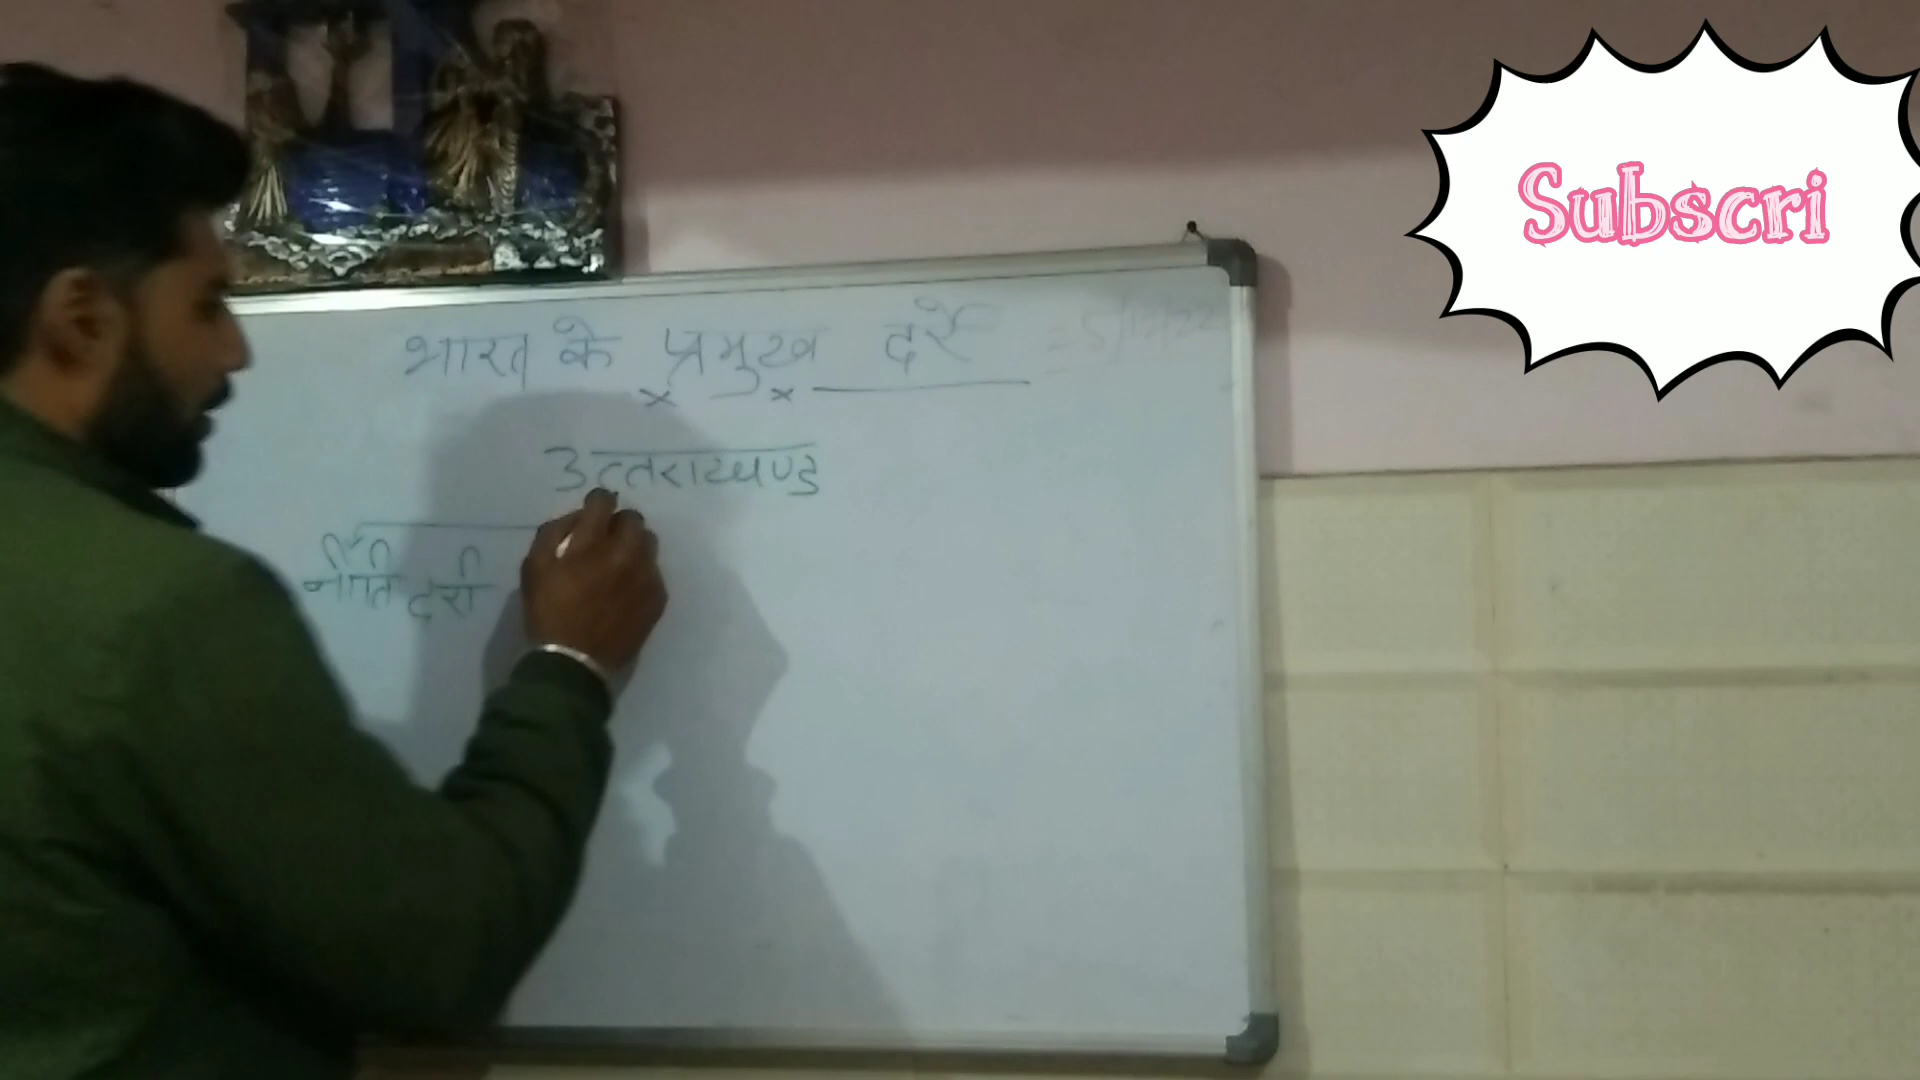 भारत के प्रमुख दर्रे
उत्तराखण्ड
नीति दर्रा
Subscri